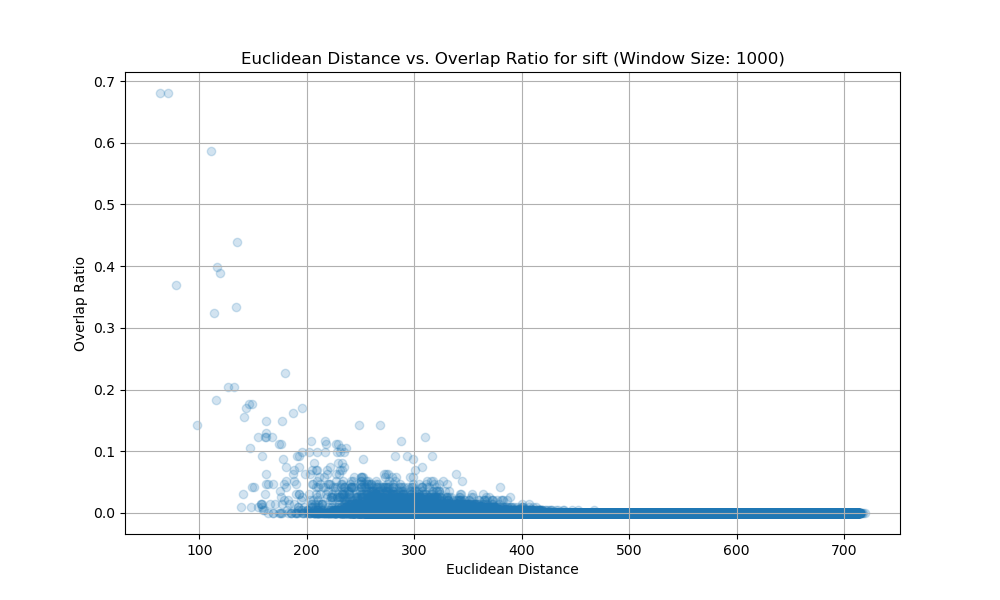 Euclidean Distance vs. Overlap Ratio for sift (Window Size: 1000)
Overlap Ratio
0.7
0.6
0.5
0.4
0.3
0.2
0.1
0.0
100 200 300 400 500 600 700
Euclidean Distance